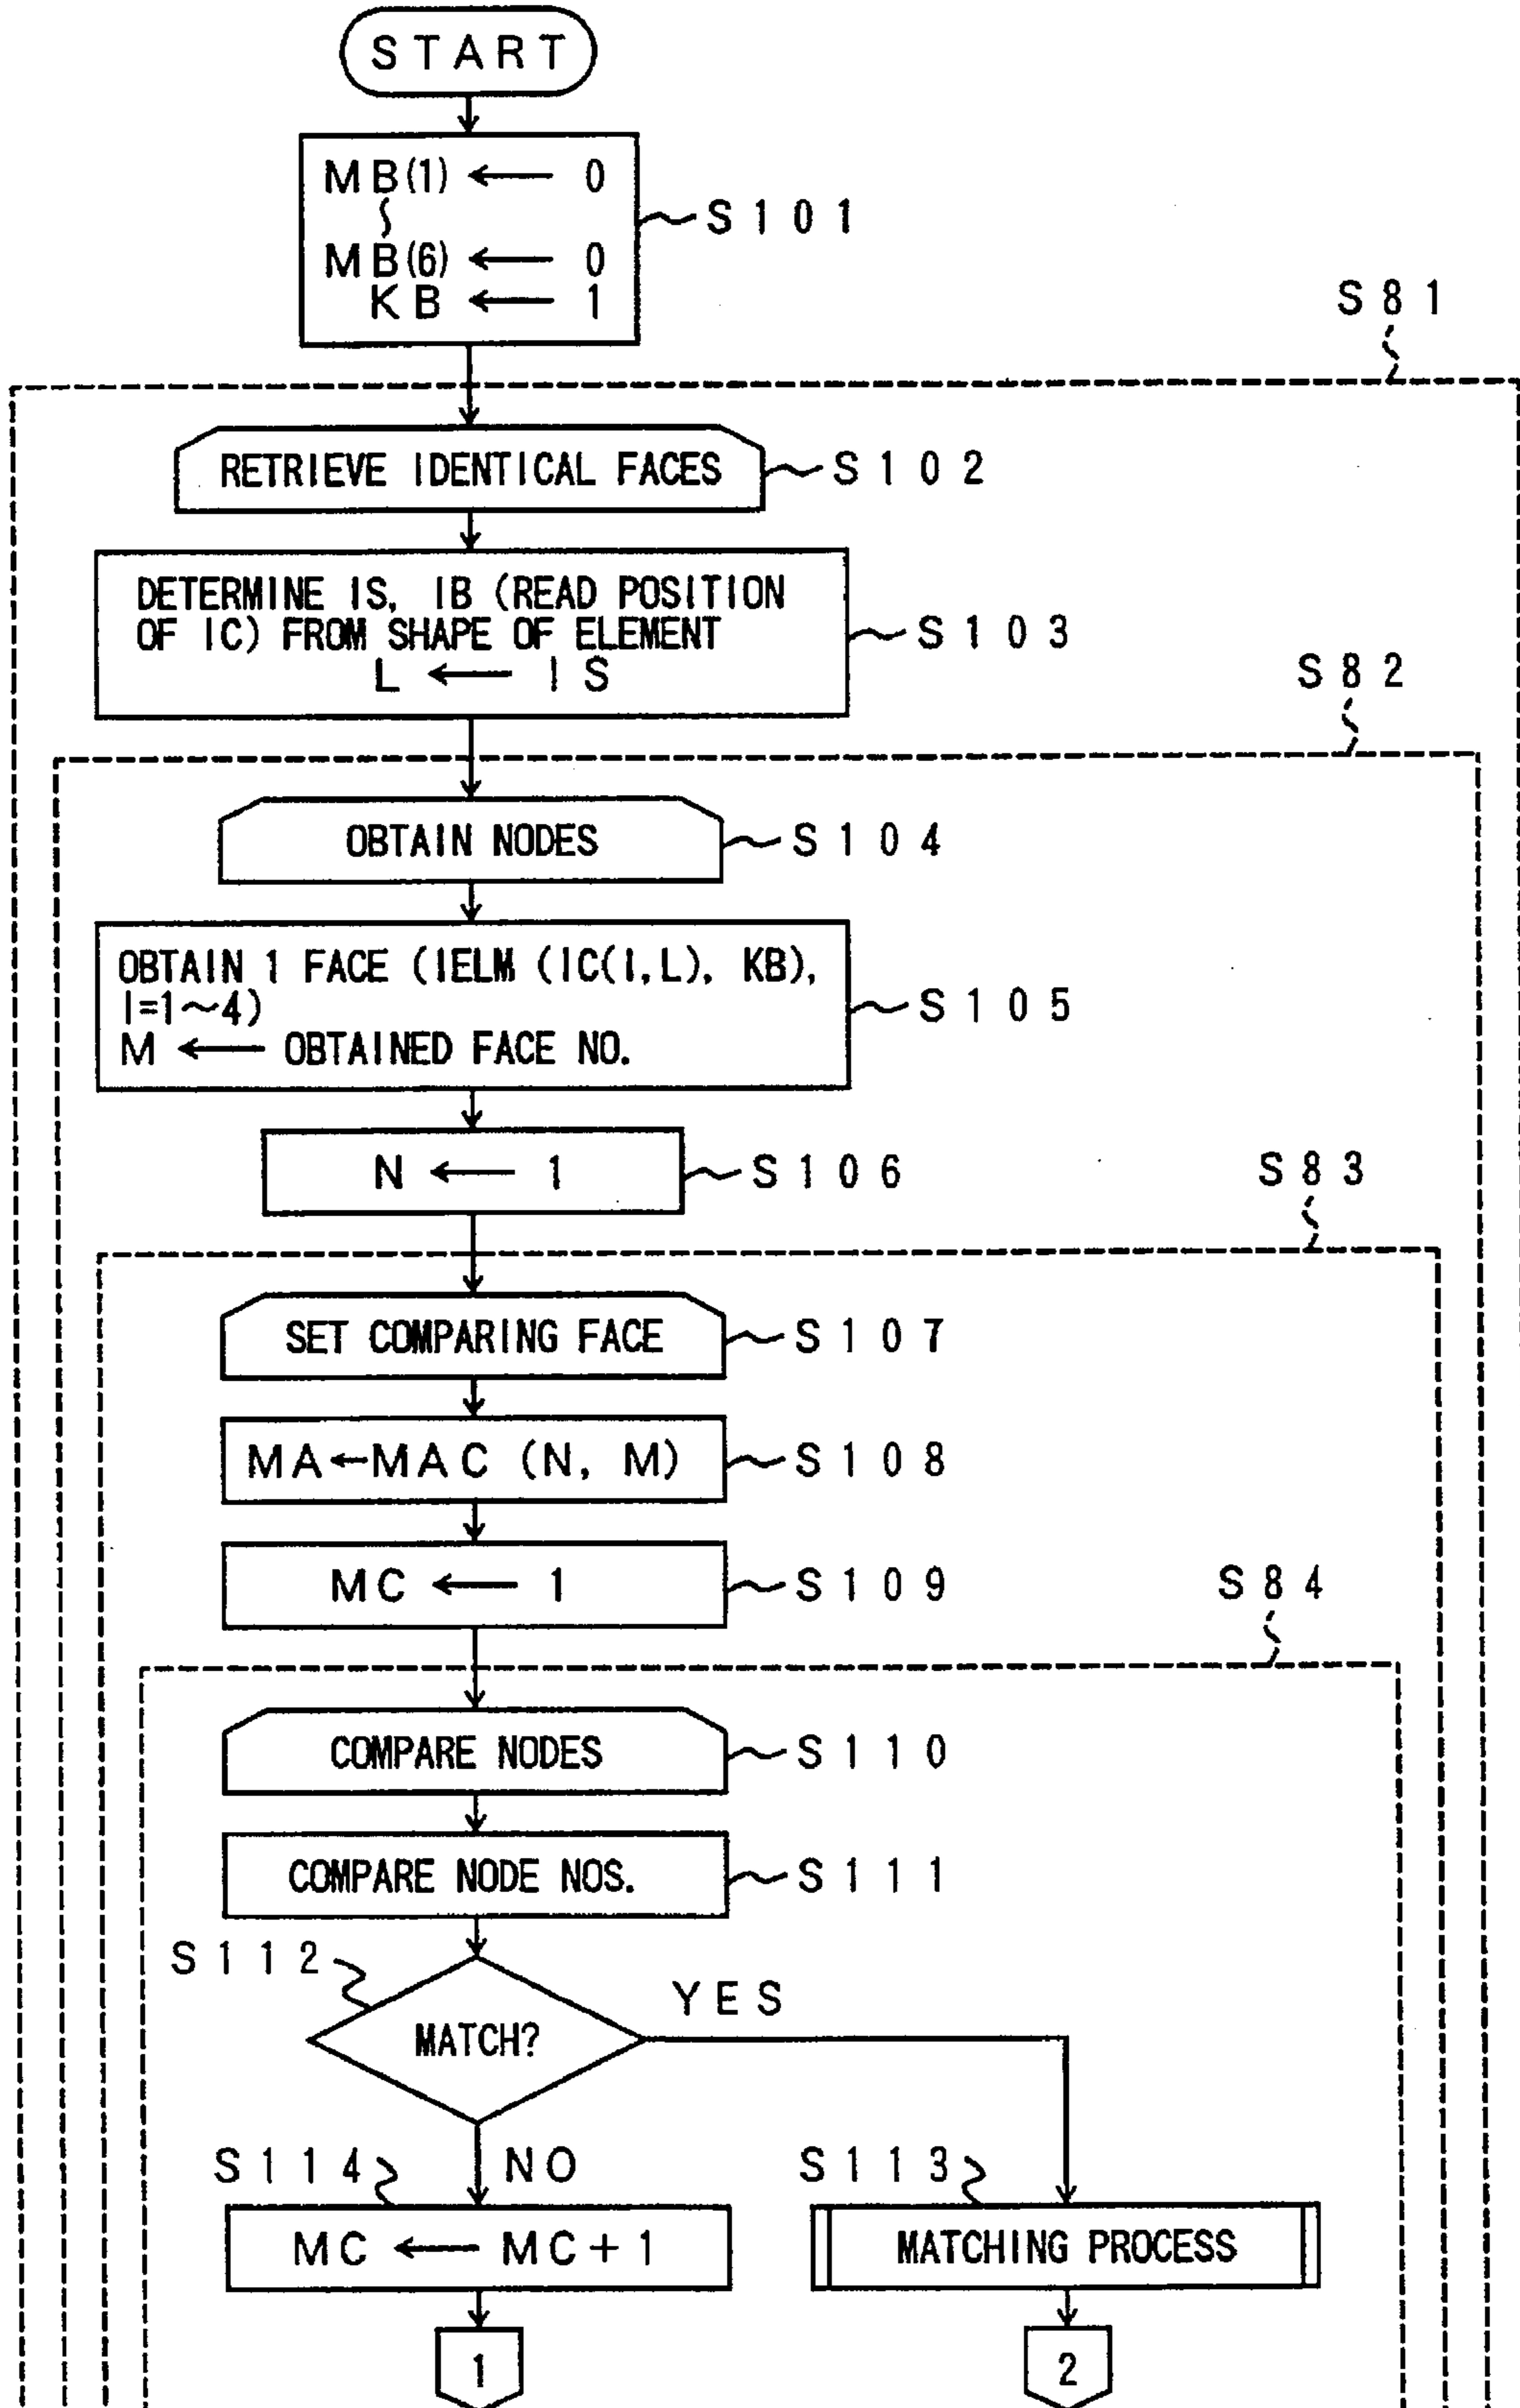 START
MB(1) ← 0
MB(6) ← 0
KB ← 1
S101
S81
RETRIEVE IDENTICAL FACES
S102
DETERMINE IS, IB (READ POSITION
OF IC) FROM SHAPE OF ELEMENT
L ← IS
S103
S82
OBTAIN NODES
S104
OBTAIN 1 FACE (IELM (IC(I,L), KB),
I=1~4)
M ← OBTAINED FACE NO.
S105
N ← 1
S106
S83
SET COMPARING FACE
S107
MA←MAC (N, M)
S108
MC ← 1
S109
S84
COMPARE NODES
S110
COMPARE NODE NOS.
S111
S112
MATCH?
YES
S114
NO
S113
MC ← MC+1
MATCHING PROCESS
1
2